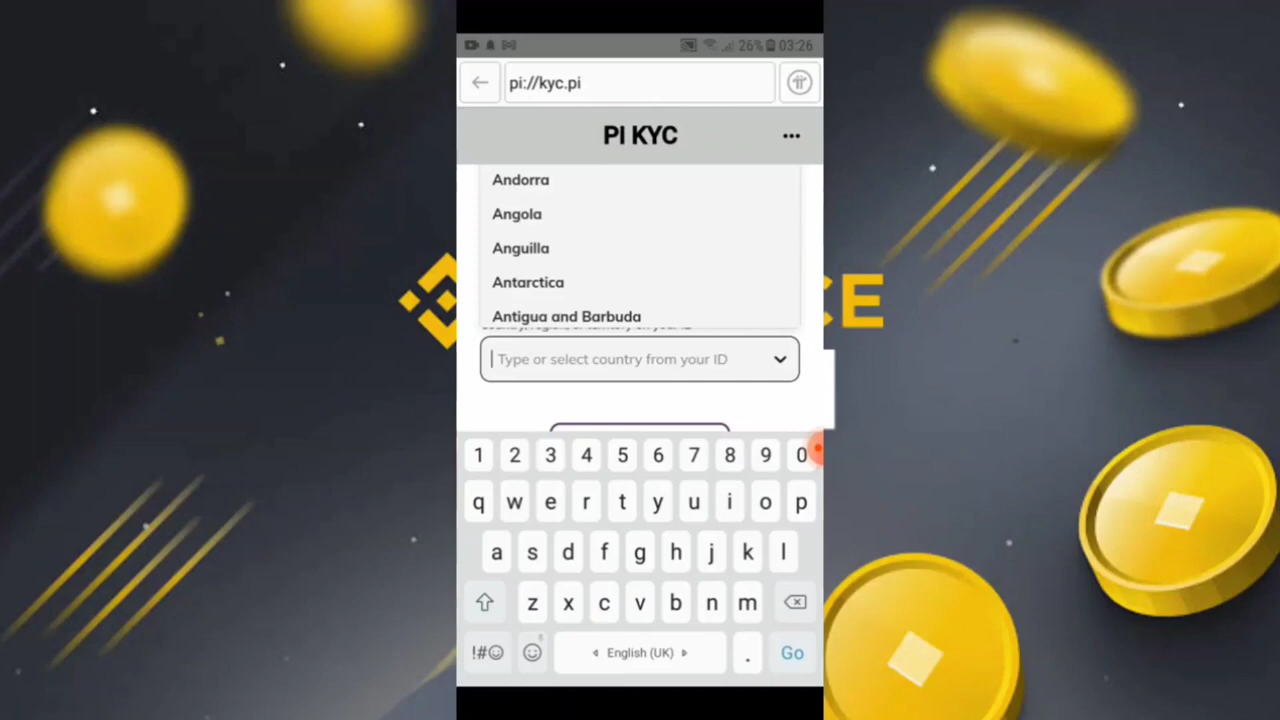 26% 03:26
pi://kyc.pi
PI KYC
Andorra
Angola
Anguilla
Antarctica
Antigua and Barbuda
Type or select country from your ID
CE
1 2 3 4 5 6 7 8 9 0
q w e r t y u i o p
a s d f g h j k l
z x c v b n m
!#☺ English (UK) . Go